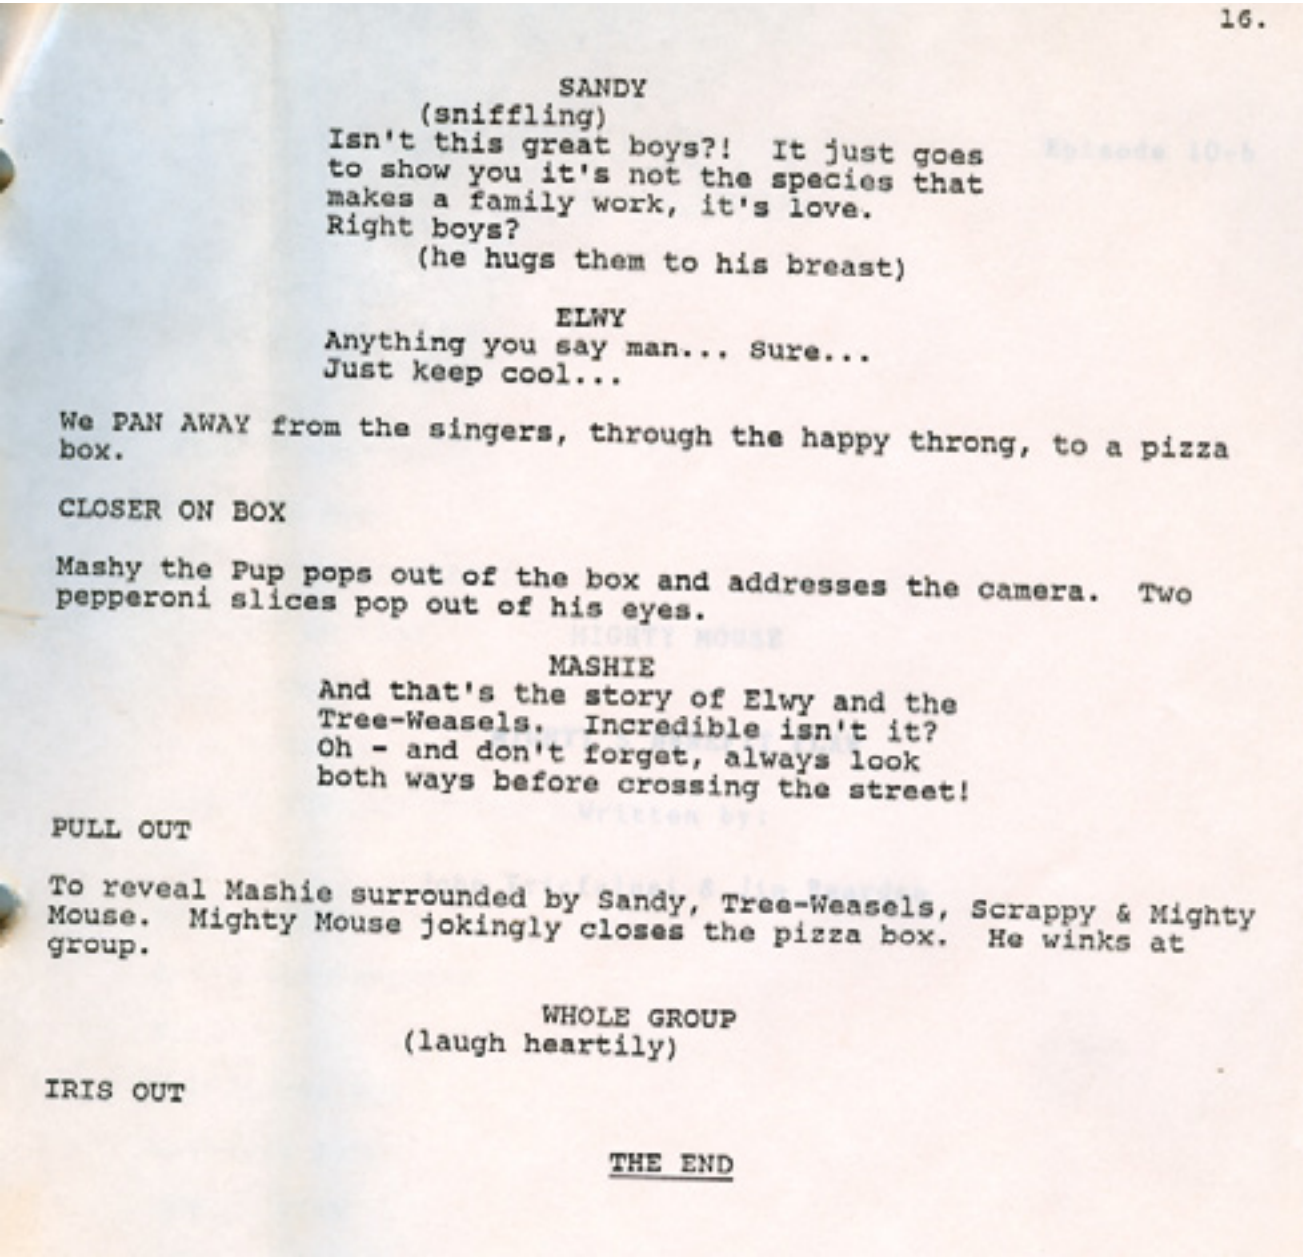 16.
SANDY
(sniffling)
Isn't this great boys?! It just goes
to show you it's not the species that
makes a family work, it's love.
Right boys?
(he hugs them to his breast)
ELWY
Anything you say man... Sure...
Just keep cool...
We PAN AWAY from the singers, through the happy throng, to a pizza
box.
CLOSER ON BOX
Mashy the Pup pops out of the box and addresses the camera. Two
pepperoni slices pop out of his eyes.
MIGHTY MOUSE
MASHIE
And that's the story of Elwy and the
Tree-Weasels. Incredible isn't it?
Oh - and don't forget, always look
both ways before crossing the street!
Written by:
PULL OUT
To reveal Mashie surrounded by Sandy, Tree-Weasels, Scrappy & Mighty
Mouse. Mighty Mouse jokingly closes the pizza box. He winks at
group.
WHOLE GROUP
(laugh heartily)
IRIS OUT
THE END